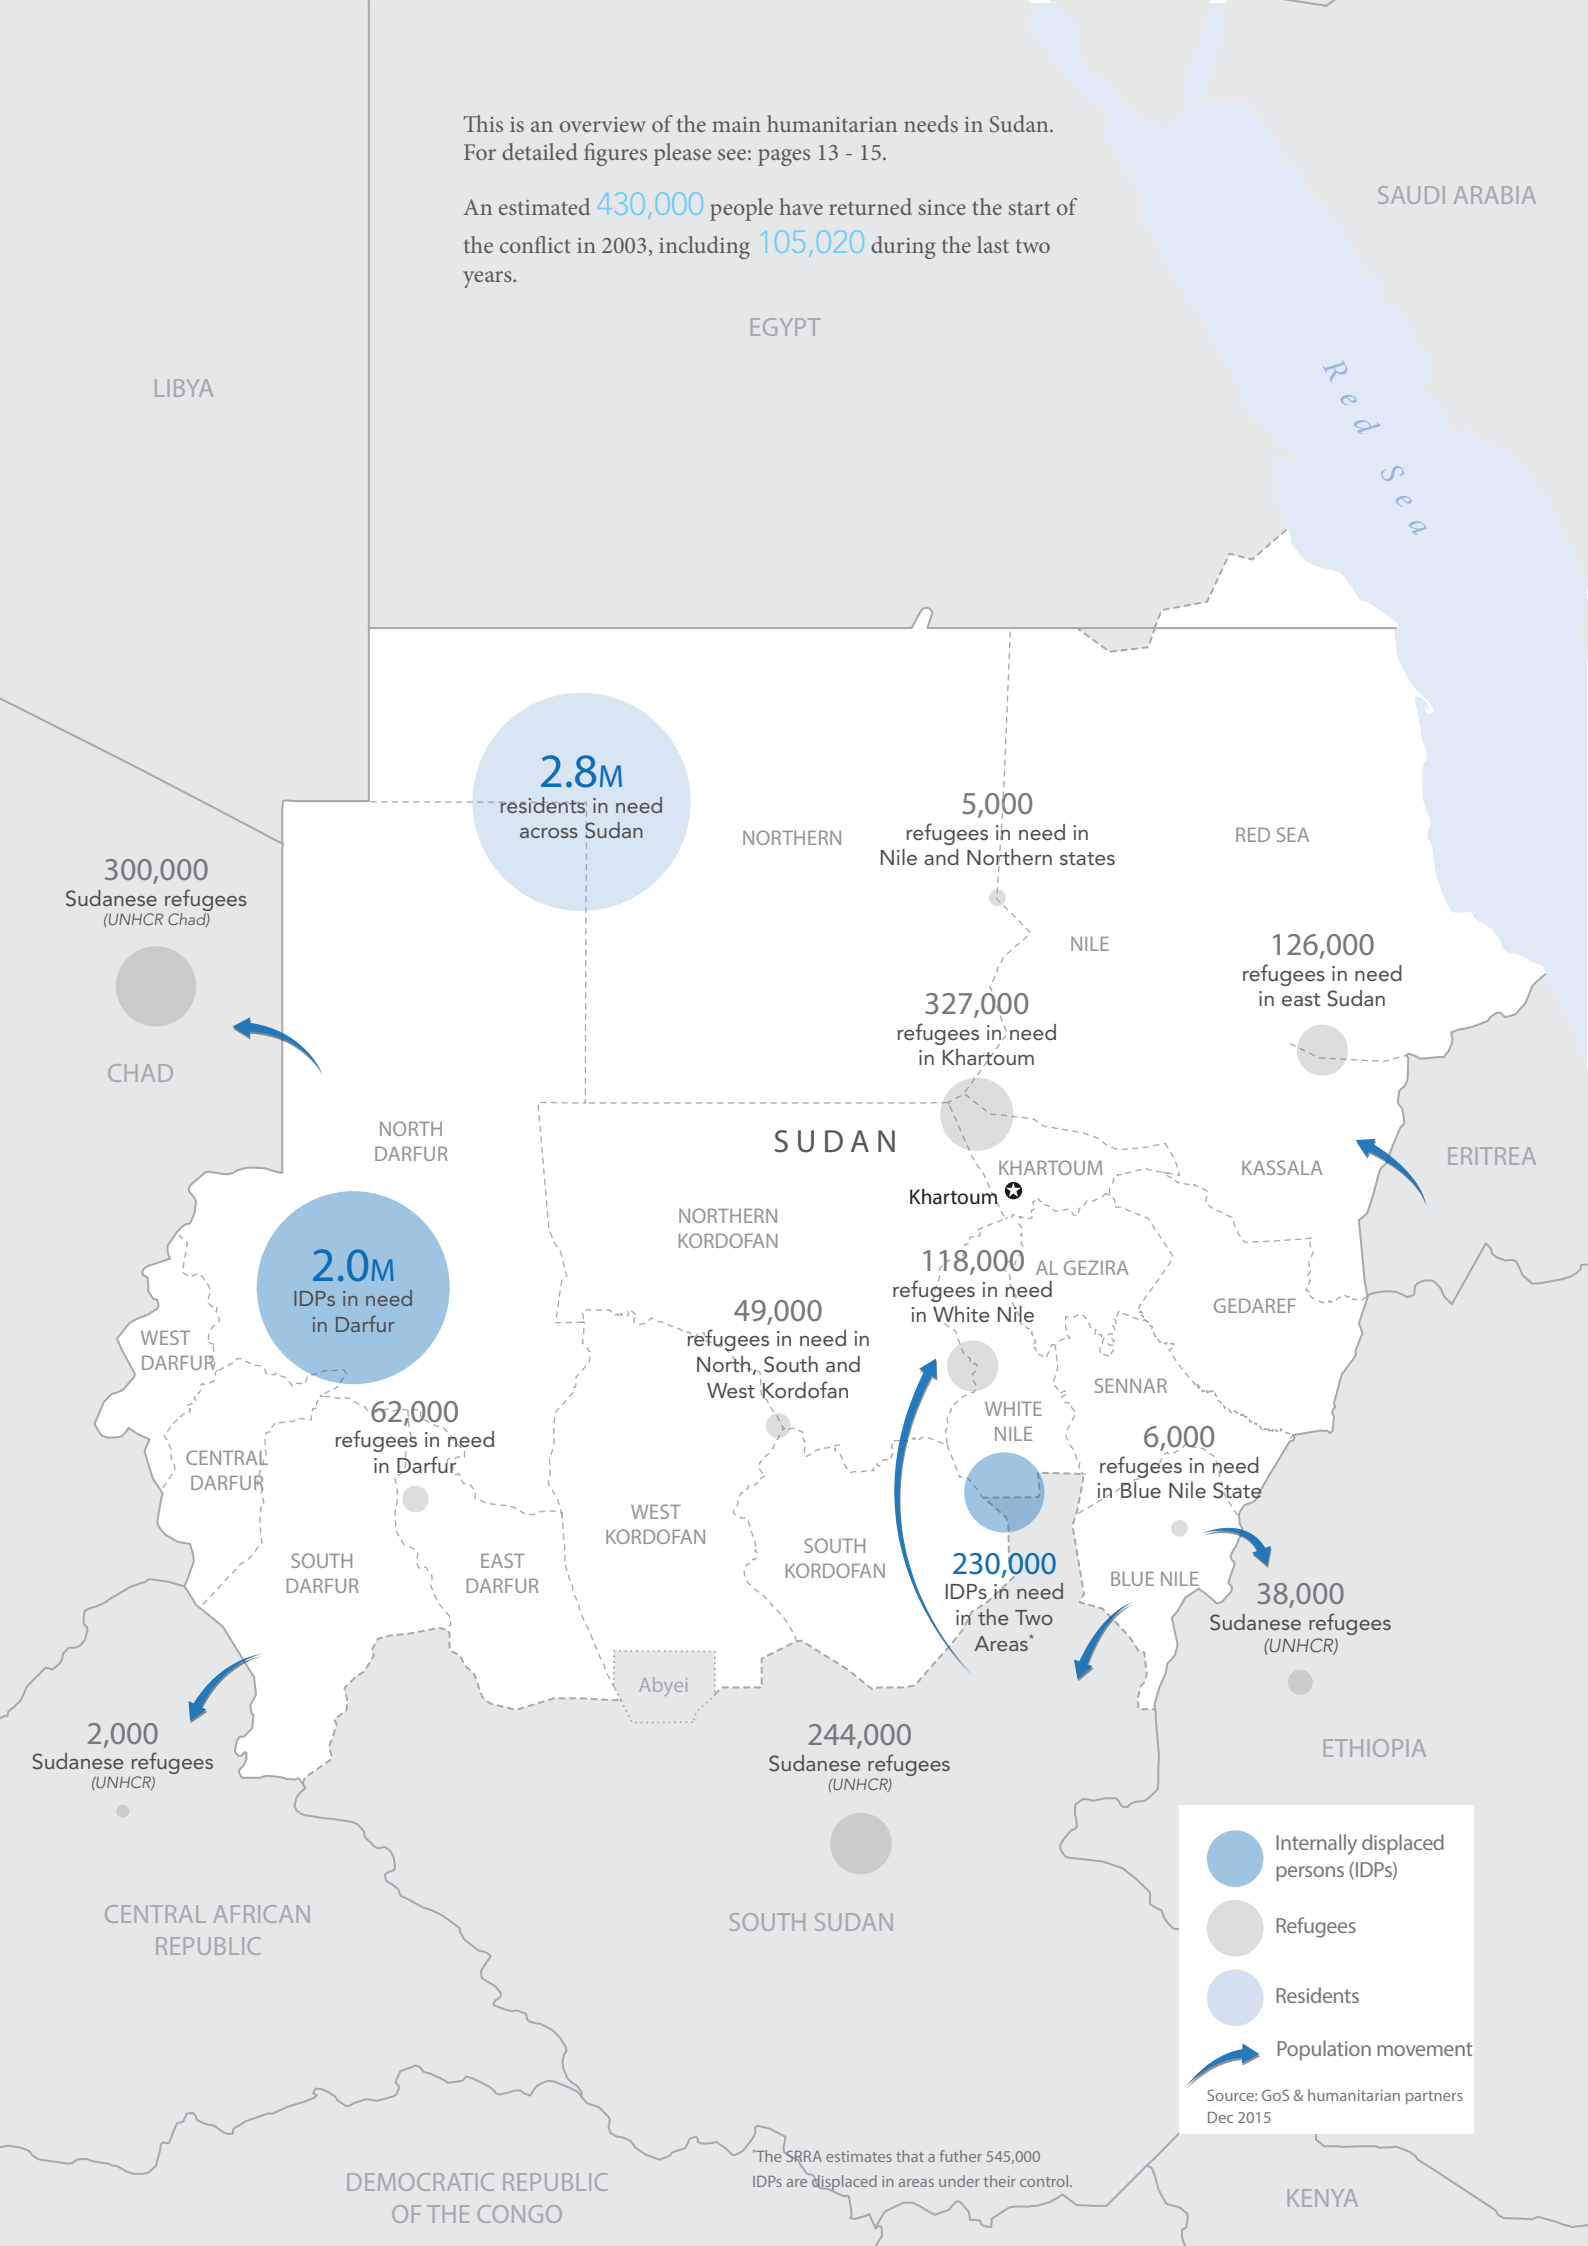 This is an overview of the main humanitarian needs in Sudan.
For detailed figures please see: pages 13 - 15.
An estimated 430,000 people have returned since the start of
the conflict in 2003, including 105,020 during the last two
years.
SAUDI ARABIA
EGYPT
LIBYA
Red Sea
2.8M
residents in need
across Sudan
NORTHERN
5,000
refugees in need in
Nile and Northern states
RED SEA
300,000
Sudanese refugees
(UNHCR Chad)
CHAD
NILE
126,000
refugees in need
in east Sudan
327,000
refugees in need
in Khartoum
NORTH
DARFUR
SUDAN
KHARTOUM
Khartoum
KASSALA
ERITREA
NORTHERN
KORDOFAN
2.0M
IDPs in need
in Darfur
118,000
refugees in need
in White Nile
AL GEZIRA
GEDAREF
49,000
refugees in need in
North, South and
West Kordofan
WEST
DARFUR
SENNAR
62,000
refugees in need
in Darfur
WHITE
NILE
6,000
refugees in need
in Blue Nile State
CENTRAL
DARFUR
WEST
KORDOFAN
SOUTH
KORDOFAN
SOUTH
DARFUR
EAST
DARFUR
230,000
IDPs in need
in the Two
Areas*
BLUE NILE
38,000
Sudanese refugees
(UNHCR)
Abyei
2,000
Sudanese refugees
(UNHCR)
244,000
Sudanese refugees
(UNHCR)
ETHIOPIA
CENTRAL AFRICAN
REPUBLIC
SOUTH SUDAN
Internally displaced
persons (IDPs)
Refugees
Residents
Population movement
Source: GoS & humanitarian partners
Dec 2015
*The SRRA estimates that a futher 545,000
IDPs are displaced in areas under their control.
DEMOCRATIC REPUBLIC
OF THE CONGO
KENYA